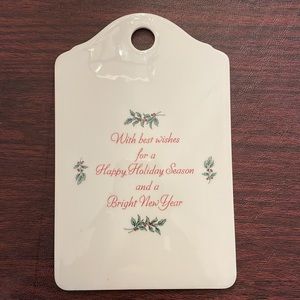 With best wishes
for a
Happy Holiday Season
and a
Bright New Year